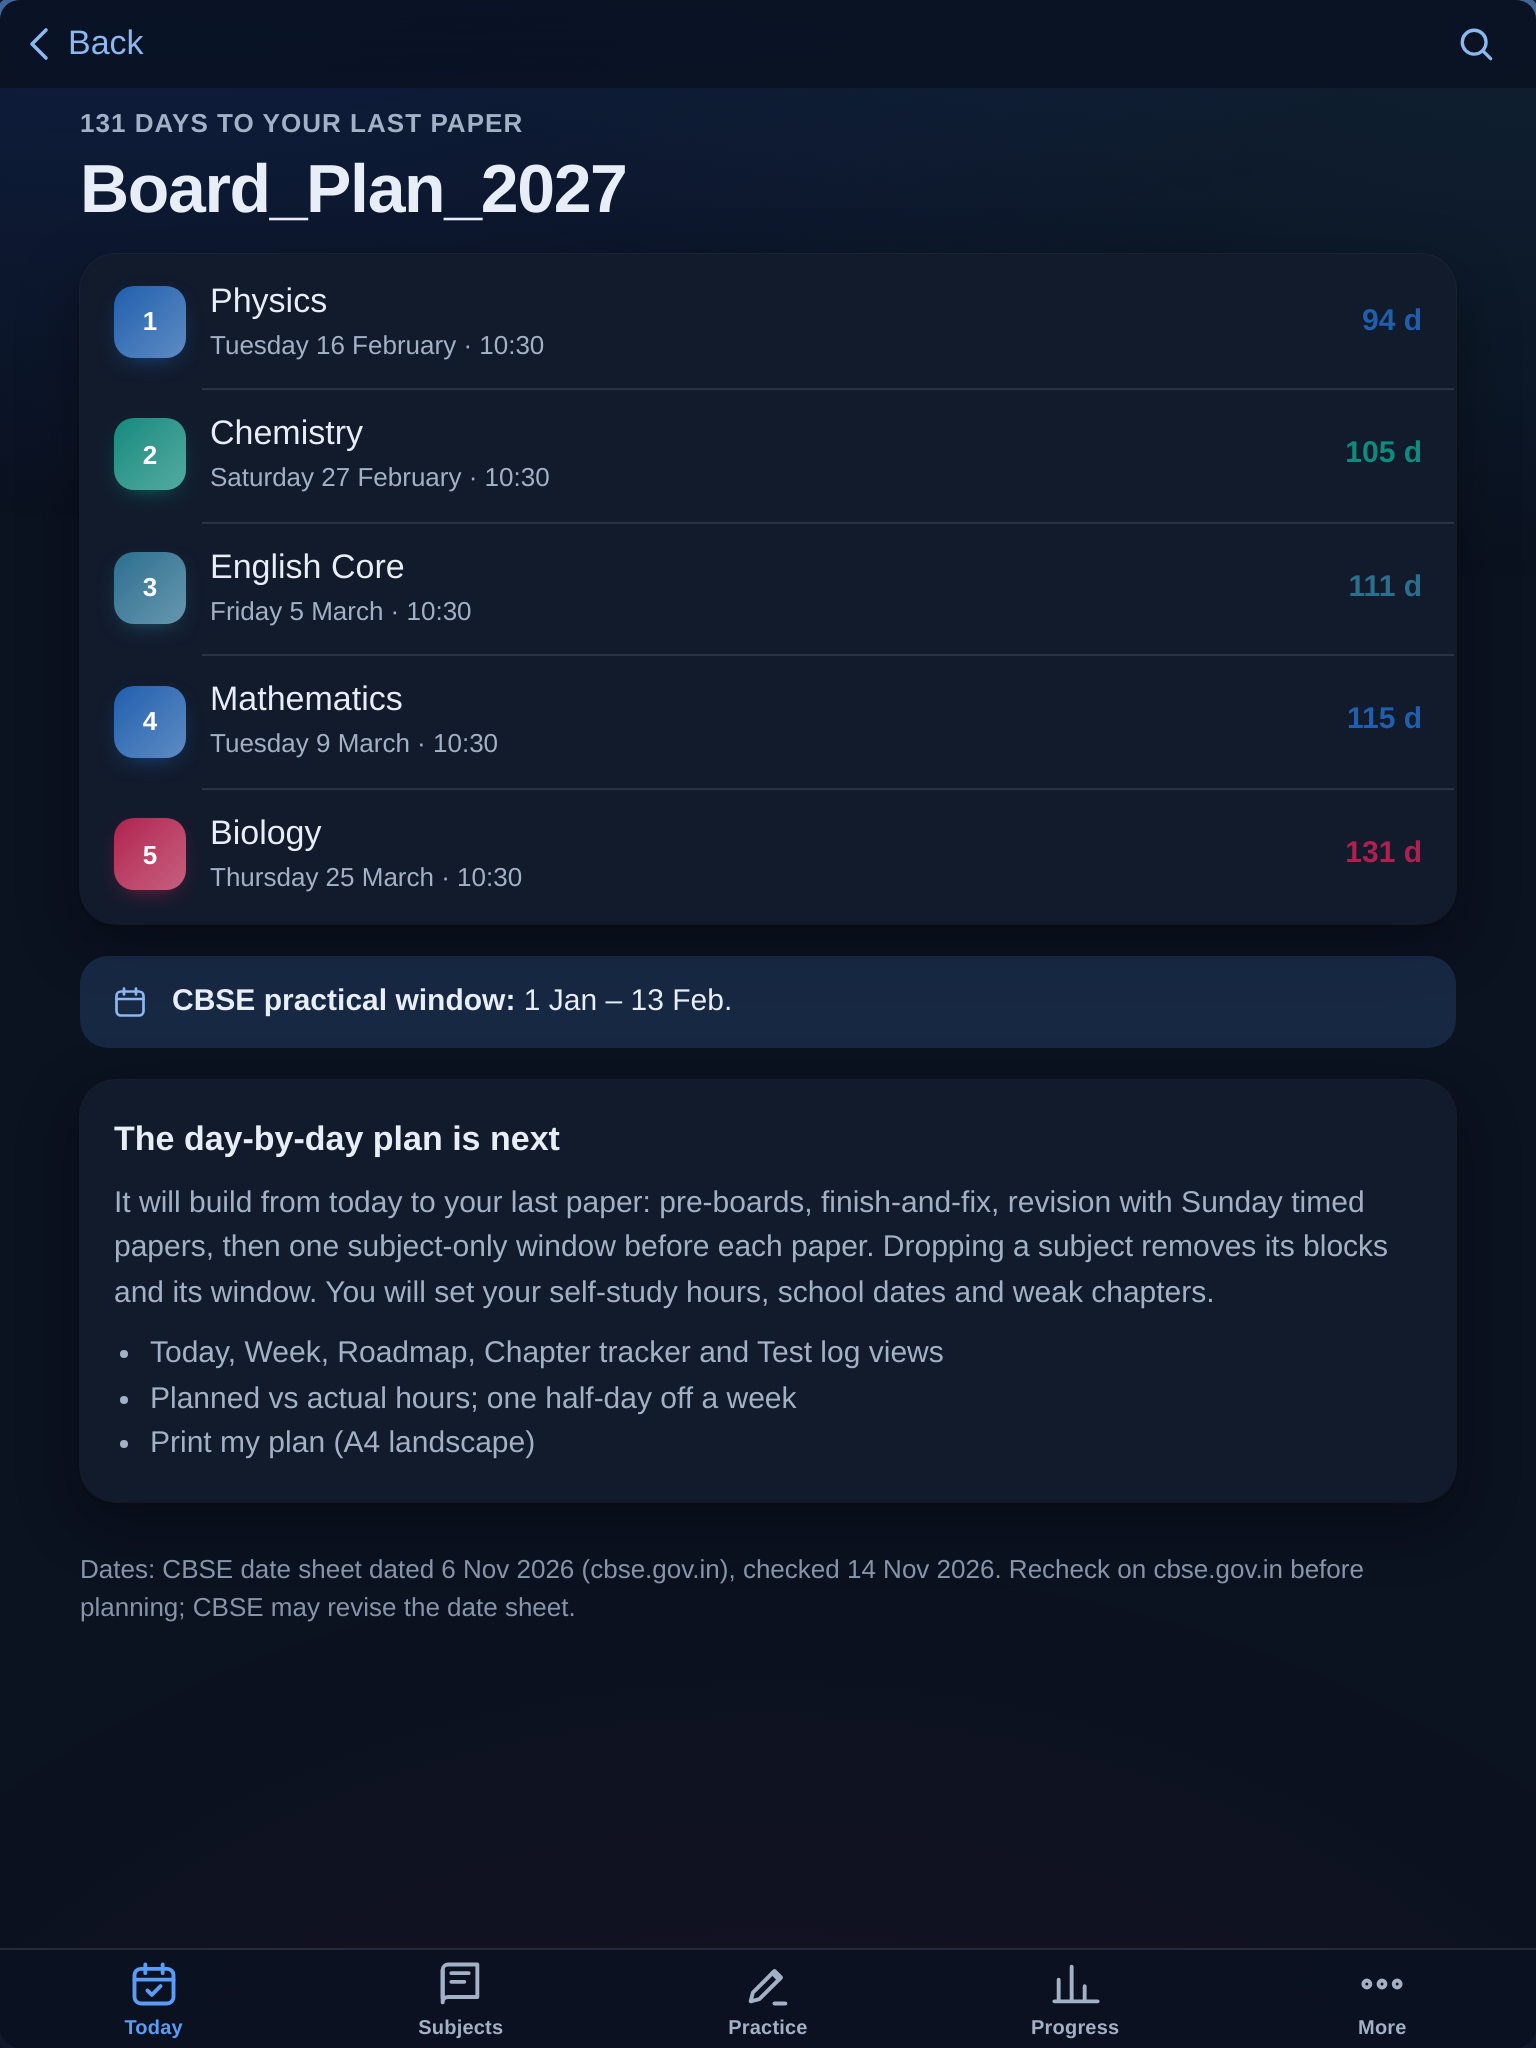 Back
131 DAYS TO YOUR LAST PAPER
Board_Plan_2027
1
Physics
Tuesday 16 February · 10:30
94 d
2
Chemistry
Saturday 27 February · 10:30
105 d
3
English Core
Friday 5 March · 10:30
111 d
4
Mathematics
Tuesday 9 March · 10:30
115 d
5
Biology
Thursday 25 March · 10:30
131 d
CBSE practical window: 1 Jan – 13 Feb.
The day-by-day plan is next
It will build from today to your last paper: pre-boards, finish-and-fix, revision with Sunday timed
papers, then one subject-only window before each paper. Dropping a subject removes its blocks
and its window. You will set your self-study hours, school dates and weak chapters.
• Today, Week, Roadmap, Chapter tracker and Test log views
• Planned vs actual hours; one half-day off a week
• Print my plan (A4 landscape)
Dates: CBSE date sheet dated 6 Nov 2026 (cbse.gov.in), checked 14 Nov 2026. Recheck on cbse.gov.in before
planning; CBSE may revise the date sheet.
Today
Subjects
Practice
Progress
More